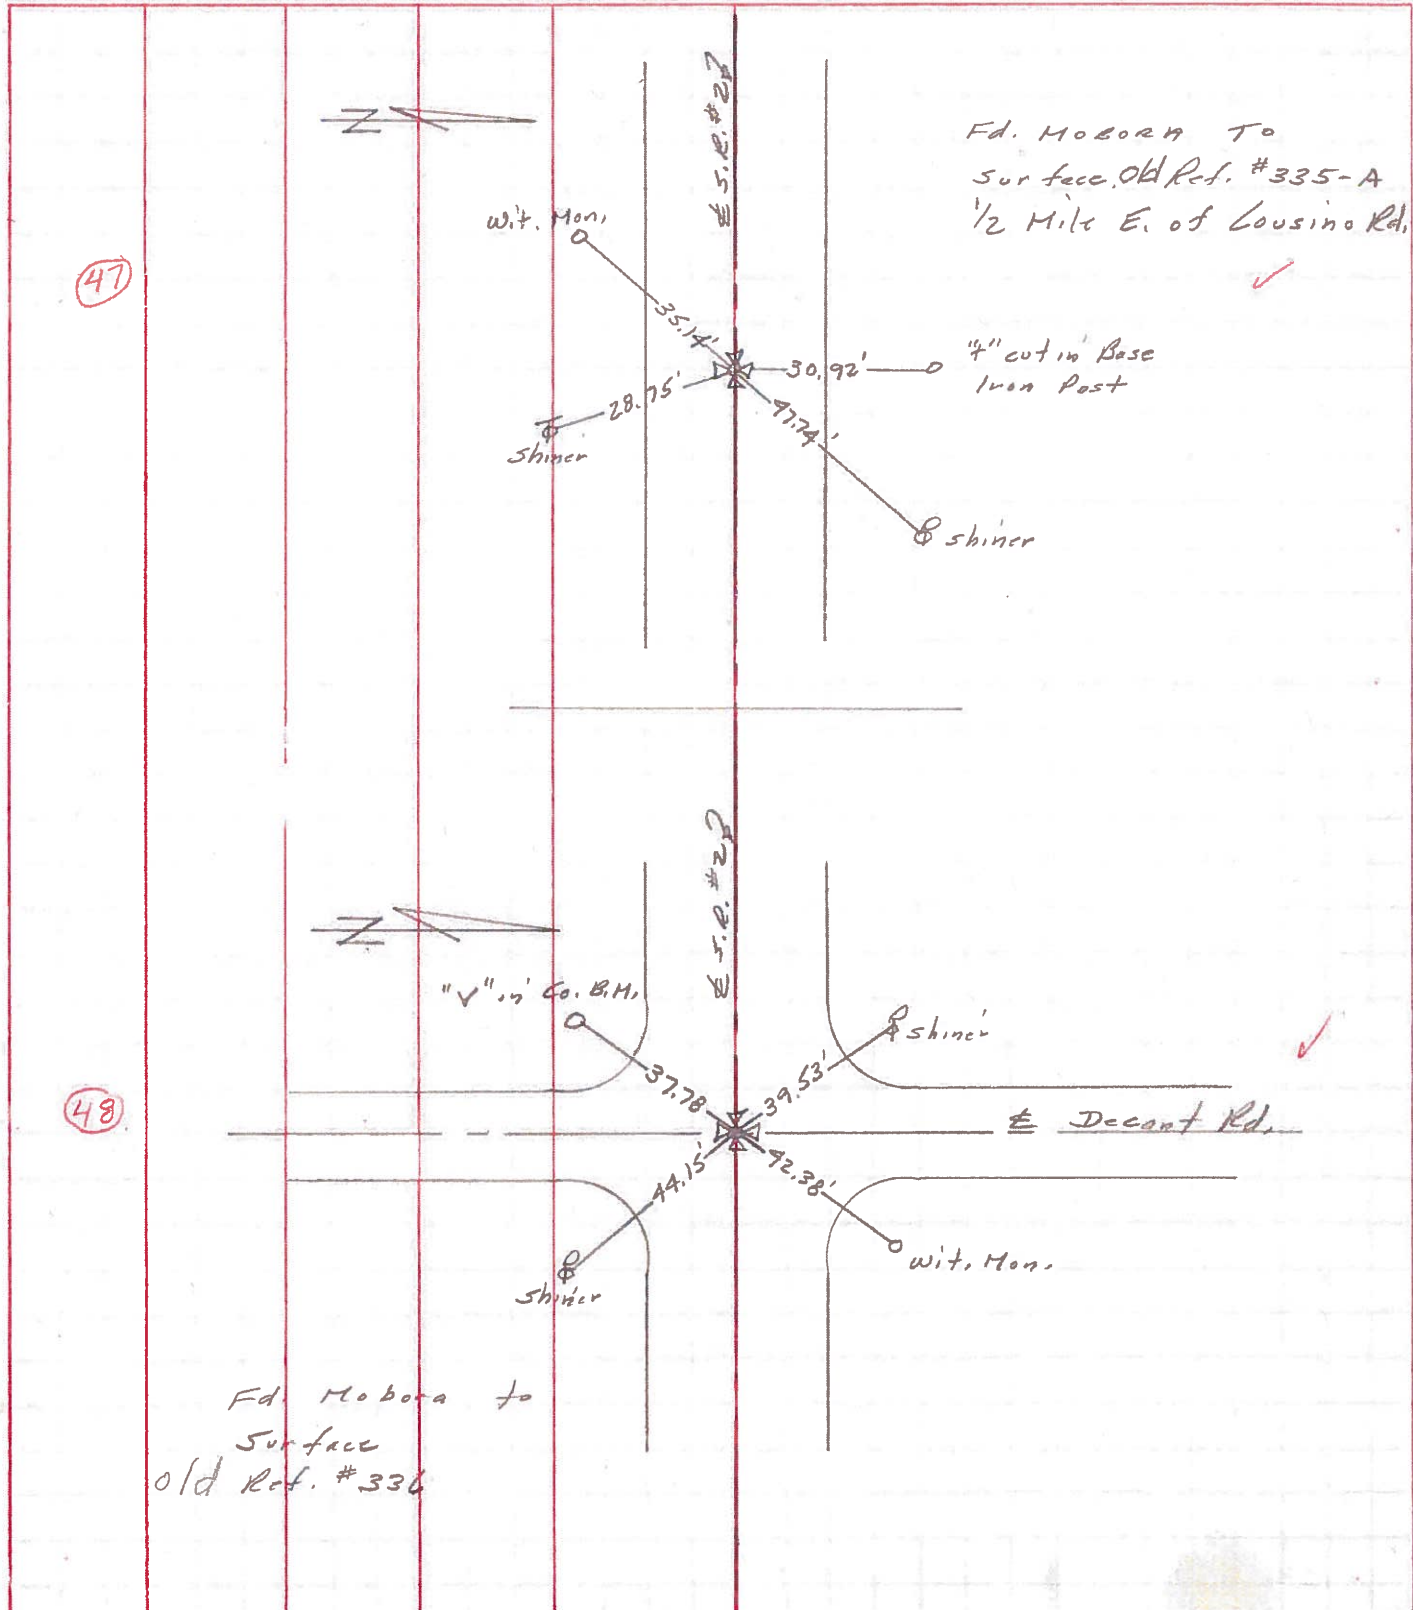 N
℄ S.R. #2
Fd. Mobora To
surface. Old Ref. #335-A
1/2 Mile E. of Cousino Rd.
Wit. Mon.
47
35.14'
"+" cut in Base
Iron Post
30.92'
28.75'
47.74'
Shiner
shiner
℄ S.R. #2
N
"V" in Co. B.M.
shiner
37.78
39.53'
48
℄ Decant Rd.
44.15'
42.38'
Wit. Mon.
Shiner
Fd. Mobora to
Surface
old Ref. #336